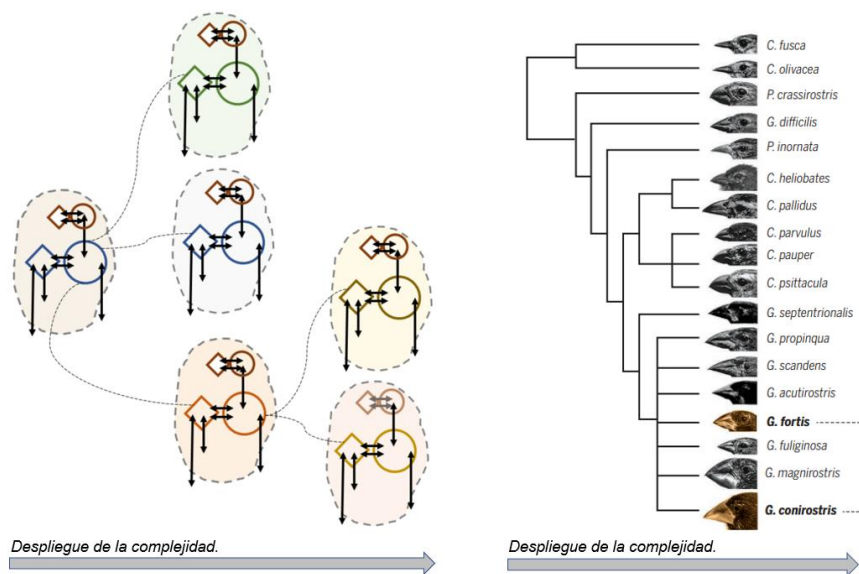 C. fusca
C. olivacea
P. crassirostris
G. difficilis
P. inornata
C. heliobates
C. pallidus
C. parvulus
C. pauper
C. psittacula
G. septentrionalis
G. propinqua
G. scandens
G. acutirostris
G. fortis
G. fuliginosa
G. magnirostris
G. conirostris
Despliegue de la complejidad.
Despliegue de la complejidad.